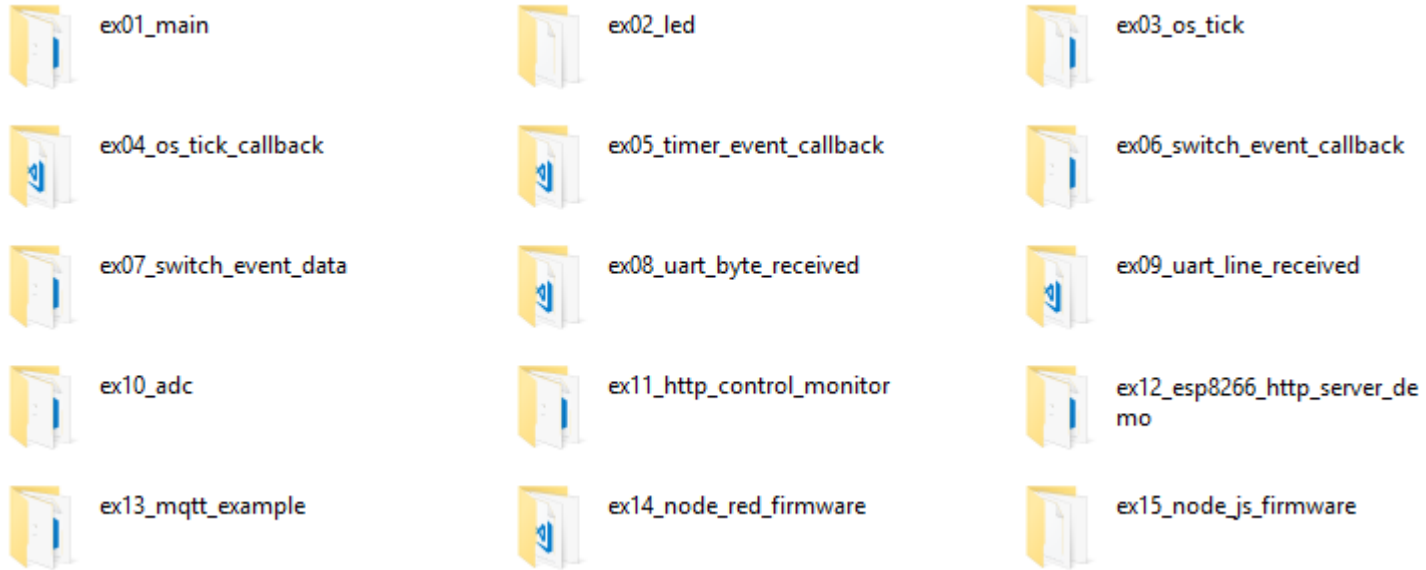 ex01_main
ex02_led
ex03_os_tick
ex04_os_tick_callback
ex05_timer_event_callback
ex06_switch_event_callback
ex07_switch_event_data
ex08_uart_byte_received
ex09_uart_line_received
ex10_adc
ex11_http_control_monitor
ex12_esp8266_http_server_de
mo
ex13_mqtt_example
ex14_node_red_firmware
ex15_node_js_firmware